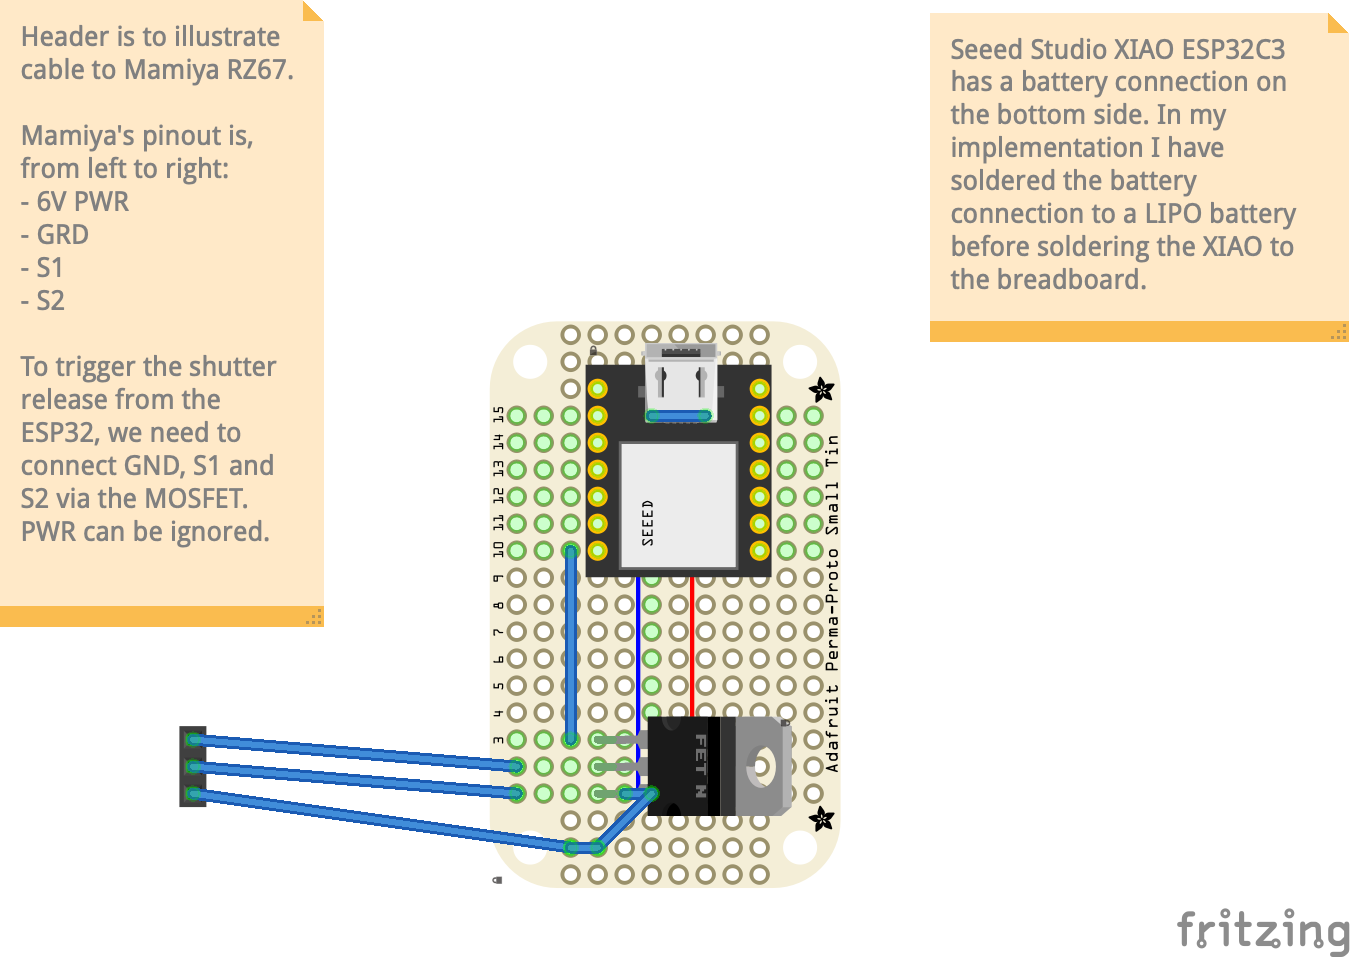 Header is to illustrate
cable to Mamiya RZ67.
Mamiya's pinout is,
from left to right:
- 6V PWR
- GRD
- S1
- S2
To trigger the shutter
release from the
ESP32, we need to
connect GND, S1 and
S2 via the MOSFET.
PWR can be ignored.
Seeed Studio XIAO ESP32C3
has a battery connection on
the bottom side. In my
implementation I have
soldered the battery
connection to a LIPO battery
before soldering the XIAO to
the breadboard.
15
14
13
12
11
10
9
8
7
6
5
4
3
SEEED
FET N
Adafruit Perma-Proto Small Tin
fritzing